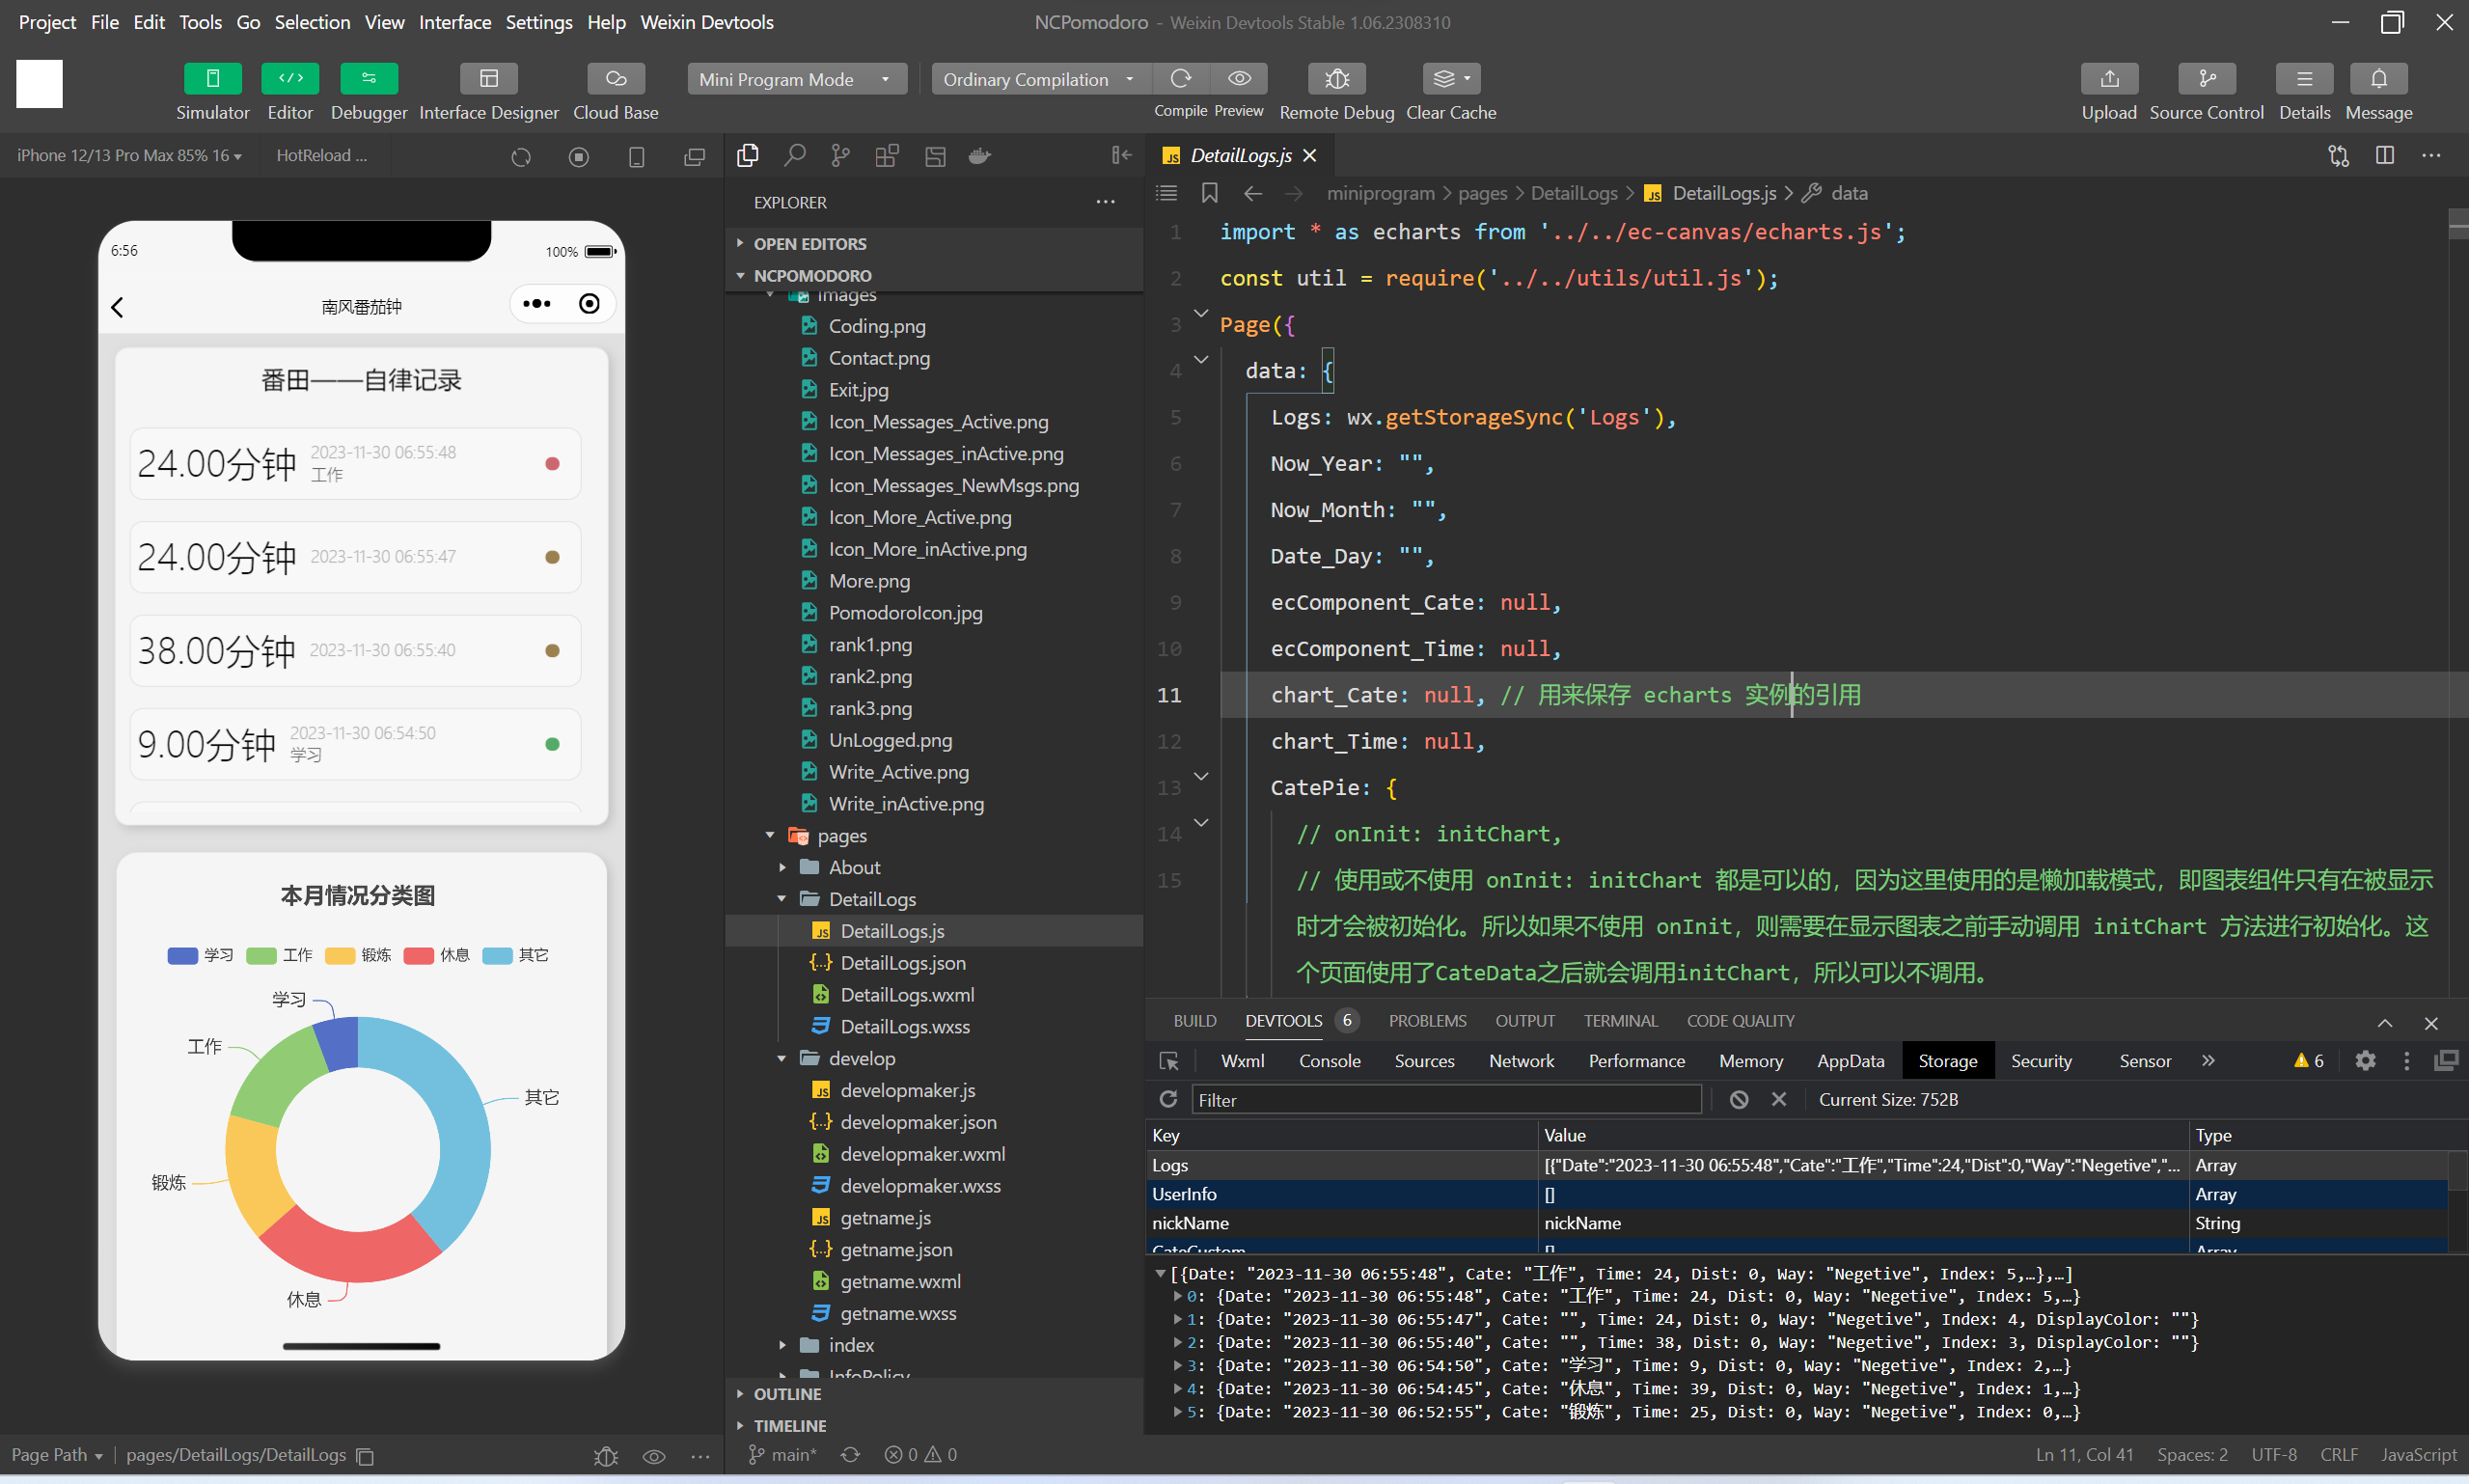 Project File Edit Tools Go Selection View Interface Settings Help Weixin Devtools
NCPomodoro - Weixin Devtools Stable 1.06.2308310
Simulator Editor Debugger Interface Designer Cloud Base
Mini Program Mode
Ordinary Compilation
Compile Preview Remote Debug Clear Cache
Upload Source Control Details Message
iPhone 12/13 Pro Max 85% 16
HotReload ...
6:56
100%
南风番茄钟
番田——自律记录
24.00分钟
2023-11-30 06:55:48
工作
24.00分钟
2023-11-30 06:55:47
38.00分钟
2023-11-30 06:55:40
9.00分钟
2023-11-30 06:54:50
学习
本月情况分类图
学习 工作 锻炼 休息 其它
学习
工作
其它
锻炼
休息
Page Path
pages/DetailLogs/DetailLogs
EXPLORER
OPEN EDITORS
NCPOMODORO
images
Coding.png
Contact.png
Exit.jpg
Icon_Messages_Active.png
Icon_Messages_inActive.png
Icon_Messages_NewMsgs.png
Icon_More_Active.png
Icon_More_inActive.png
More.png
PomodoroIcon.jpg
rank1.png
rank2.png
rank3.png
UnLogged.png
Write_Active.png
Write_inActive.png
pages
About
DetailLogs
DetailLogs.js
DetailLogs.json
DetailLogs.wxml
DetailLogs.wxss
develop
developmaker.js
developmaker.json
developmaker.wxml
developmaker.wxss
getname.js
getname.json
getname.wxml
getname.wxss
index
InfoPolicy
OUTLINE
TIMELINE
main*
0 0
DetailLogs.js
miniprogram > pages > DetailLogs > DetailLogs.js > data
1 import * as echarts from '../../ec-canvas/echarts.js';
2 const util = require('../../utils/util.js');
3 Page({
4 data: {
5 Logs: wx.getStorageSync('Logs'),
6 Now_Year: "",
7 Now_Month: "",
8 Date_Day: "",
9 ecComponent_Cate: null,
10 ecComponent_Time: null,
11 chart_Cate: null, // 用来保存 echarts 实例的引用
12 chart_Time: null,
13 CatePie: {
14 // onInit: initChart,
15 // 使用或不使用 onInit: initChart 都是可以的，因为这里使用的是懒加载模式，即图表组件只有在被显示
时才会被初始化。所以如果不使用 onInit，则需要在显示图表之前手动调用 initChart 方法进行初始化。这
个页面使用了CateData之后就会调用initChart，所以可以不调用。
BUILD DEVTOOLS 6 PROBLEMS OUTPUT TERMINAL CODE QUALITY
Wxml Console Sources Network Performance Memory AppData Storage Security Sensor 6
Filter
Current Size: 752B
Key Value Type
Logs [{"Date":"2023-11-30 06:55:48","Cate":"工作","Time":24,"Dist":0,"Way":"Negetive","... Array
UserInfo [] Array
nickName nickName String
CateCustom [] Array
[{Date: "2023-11-30 06:55:48", Cate: "工作", Time: 24, Dist: 0, Way: "Negetive", Index: 5,…},…]
0: {Date: "2023-11-30 06:55:48", Cate: "工作", Time: 24, Dist: 0, Way: "Negetive", Index: 5,…}
1: {Date: "2023-11-30 06:55:47", Cate: "", Time: 24, Dist: 0, Way: "Negetive", Index: 4, DisplayColor: ""}
2: {Date: "2023-11-30 06:55:40", Cate: "", Time: 38, Dist: 0, Way: "Negetive", Index: 3, DisplayColor: ""}
3: {Date: "2023-11-30 06:54:50", Cate: "学习", Time: 9, Dist: 0, Way: "Negetive", Index: 2,…}
4: {Date: "2023-11-30 06:54:45", Cate: "休息", Time: 39, Dist: 0, Way: "Negetive", Index: 1,…}
5: {Date: "2023-11-30 06:52:55", Cate: "锻炼", Time: 25, Dist: 0, Way: "Negetive", Index: 0,…}
Ln 11, Col 41 Spaces: 2 UTF-8 CRLF JavaScript